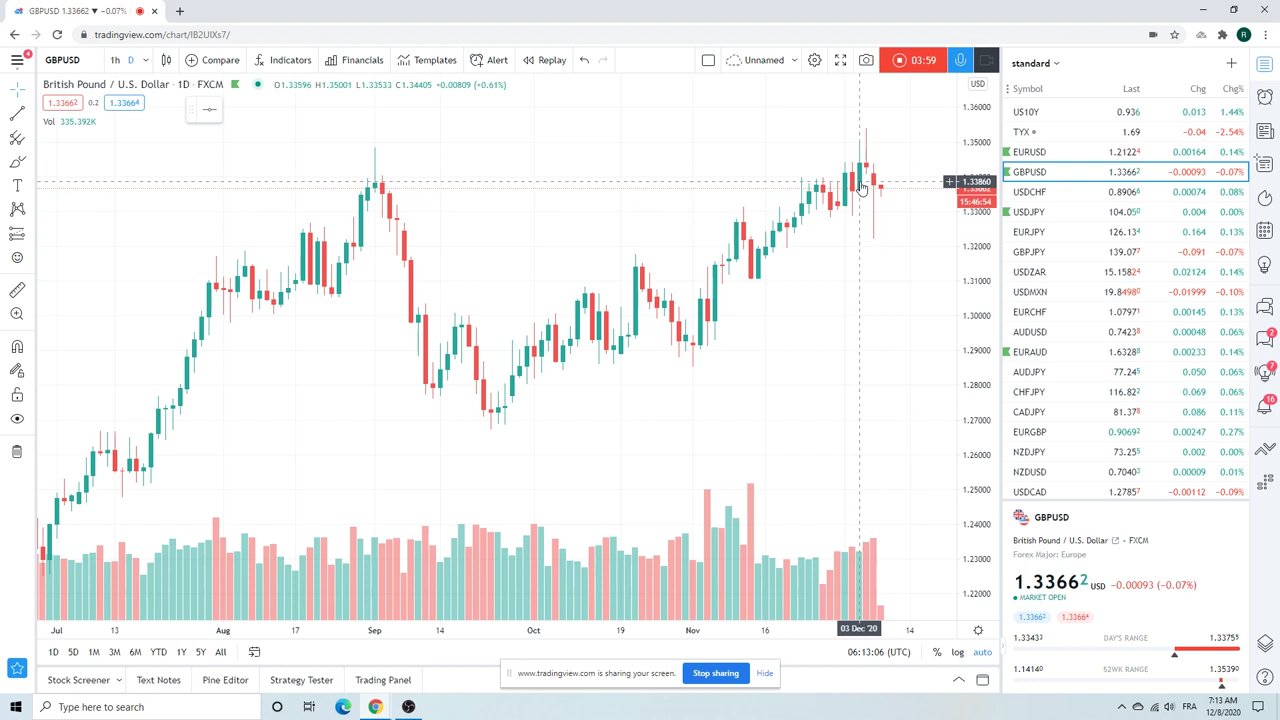 GBPUSD 1.33662 ▼ −0.07%
tradingview.com/chart/IB2UIXs7/
R
4
GBPUSD 1h D Compare Indicators Financials Templates Alert Replay Unnamed 03:59
British Pound / U.S. Dollar · 1D · FXCM 1.33596 H1.35001 L1.33533 C1.34405 +0.00809 (+0.61%)
1.33662 0.2 1.33664
Vol 335.392K
USD
1.36000
1.35000
1.33860
15:46:54
1.33000
1.32000
1.31000
1.30000
1.29000
1.28000
1.27000
1.26000
1.25000
1.24000
1.23000
1.22000
Jul 13 Aug 17 Sep 14 Oct 19 Nov 16 03 Dec '20 14
1D 5D 1M 3M 6M YTD 1Y 5Y All
06:13:06 (UTC) % log auto
Stock Screener Text Notes Pine Editor Strategy Tester Trading Panel
www.tradingview.com is sharing your screen. Stop sharing Hide
standard
Symbol Last Chg Chg%
US10Y 0.936 0.013 1.44%
TYX 1.69 −0.04 −2.54%
EURUSD 1.21224 0.00164 0.14%
GBPUSD 1.33662 −0.00093 −0.07%
USDCHF 0.89066 0.00074 0.08%
USDJPY 104.050 0.004 0.00%
EURJPY 126.134 0.164 0.13%
GBPJPY 139.077 −0.091 −0.07%
USDZAR 15.15824 0.02124 0.14%
USDMXN 19.84980 −0.01999 −0.10%
EURCHF 1.07971 0.00145 0.13%
AUDUSD 0.74238 0.00048 0.06%
EURAUD 1.63288 0.00233 0.14%
AUDJPY 77.245 0.050 0.06%
CHFJPY 116.822 0.064 0.06%
CADJPY 81.378 0.086 0.11%
EURGBP 0.90692 0.00247 0.27%
NZDJPY 73.255 0.002 0.00%
NZDUSD 0.70403 0.00009 0.01%
USDCAD 1.27857 −0.00112 −0.09%
2
7
16
GBPUSD
British Pound / U.S. Dollar - FXCM
Forex Major: Europe
1.33662 USD −0.00093 (−0.07%)
MARKET OPEN
1.33662 1.33664
1.33433 DAY'S RANGE 1.33755
1.14140 52WK RANGE 1.35390
Type here to search
FRA
7:13 AM
12/8/2020